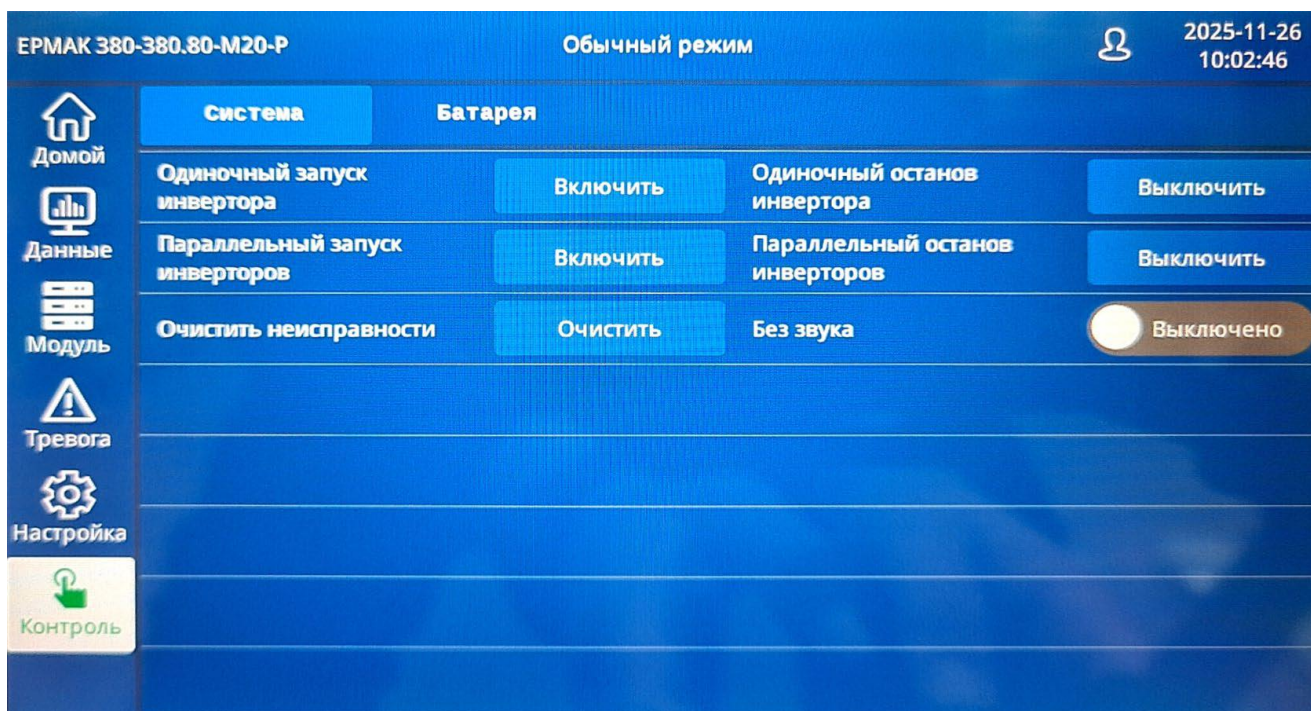 ЕРМАК 380-380.80-М20-Р
Обычный режим
2025-11-26
10:02:46
Домой
Данные
Модуль
Тревога
Настройка
Контроль
Система
Батарея
Одиночный запуск
инвертора
Включить
Одиночный останов
инвертора
Выключить
Параллельный запуск
инверторов
Включить
Параллельный останов
инверторов
Выключить
Очистить неисправности
Очистить
Без звука
Выключено